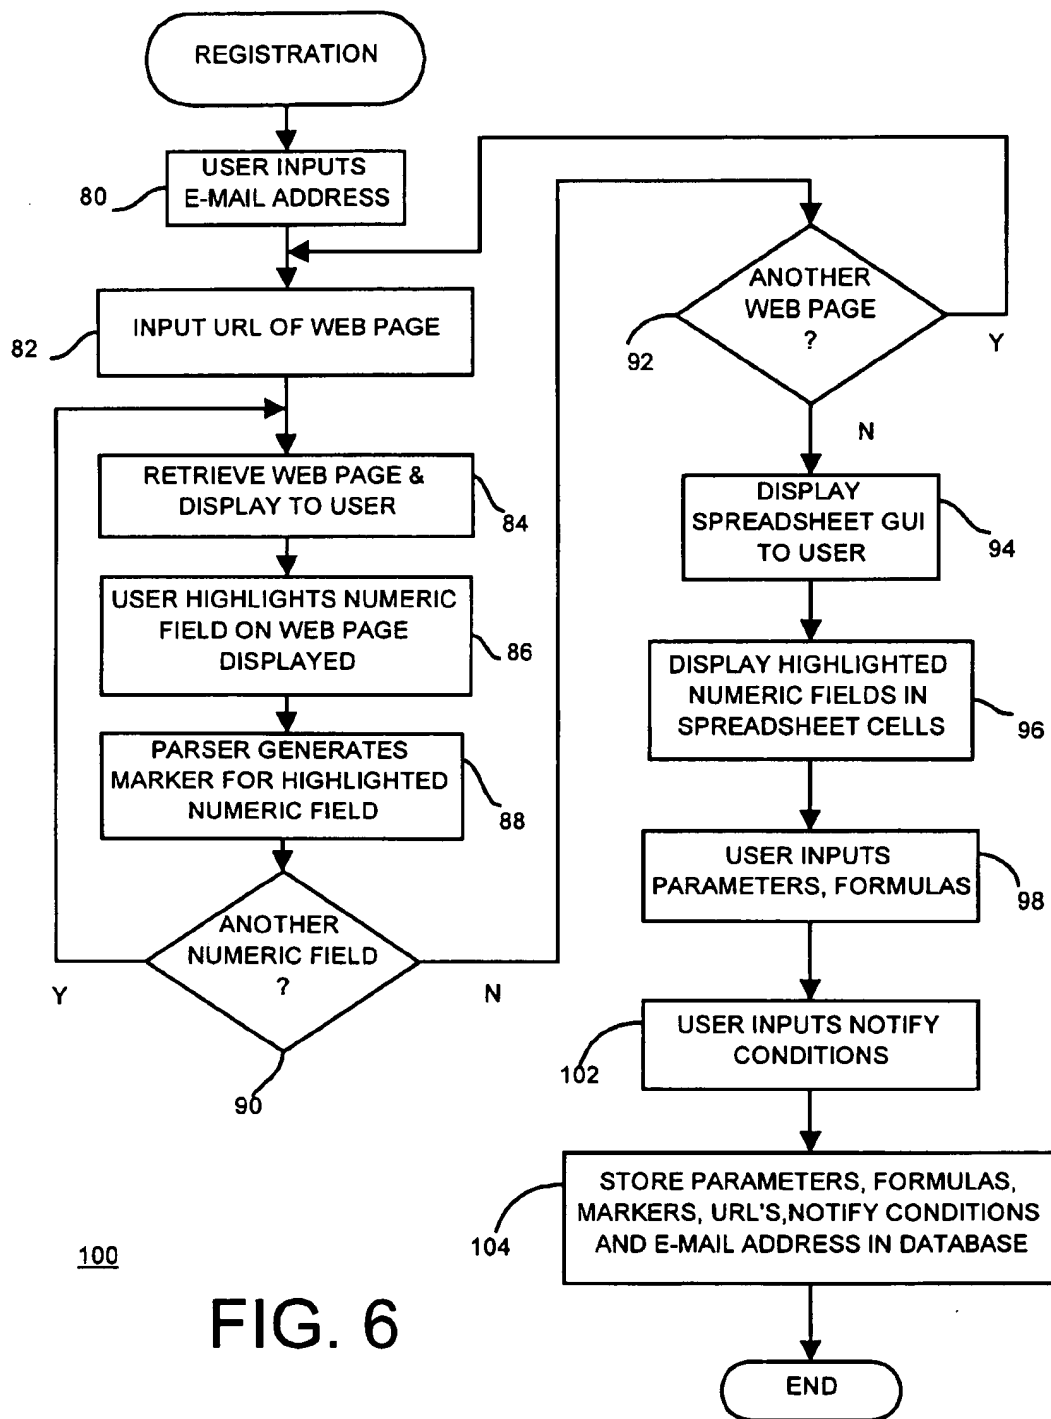 REGISTRATION
USER INPUTS
E-MAIL ADDRESS
80
INPUT URL OF WEB PAGE
82
RETRIEVE WEB PAGE &
DISPLAY TO USER
84
USER HIGHLIGHTS NUMERIC
FIELD ON WEB PAGE
DISPLAYED
86
PARSER GENERATES
MARKER FOR HIGHLIGHTED
NUMERIC FIELD
88
ANOTHER
NUMERIC FIELD
?
Y
N
90
ANOTHER
WEB PAGE
?
92
Y
N
DISPLAY
SPREADSHEET GUI
TO USER
94
DISPLAY HIGHLIGHTED
NUMERIC FIELDS IN
SPREADSHEET CELLS
96
USER INPUTS
PARAMETERS, FORMULAS
98
USER INPUTS NOTIFY
CONDITIONS
102
STORE PARAMETERS, FORMULAS,
MARKERS, URL'S,NOTIFY CONDITIONS
AND E-MAIL ADDRESS IN DATABASE
104
END
100
FIG. 6